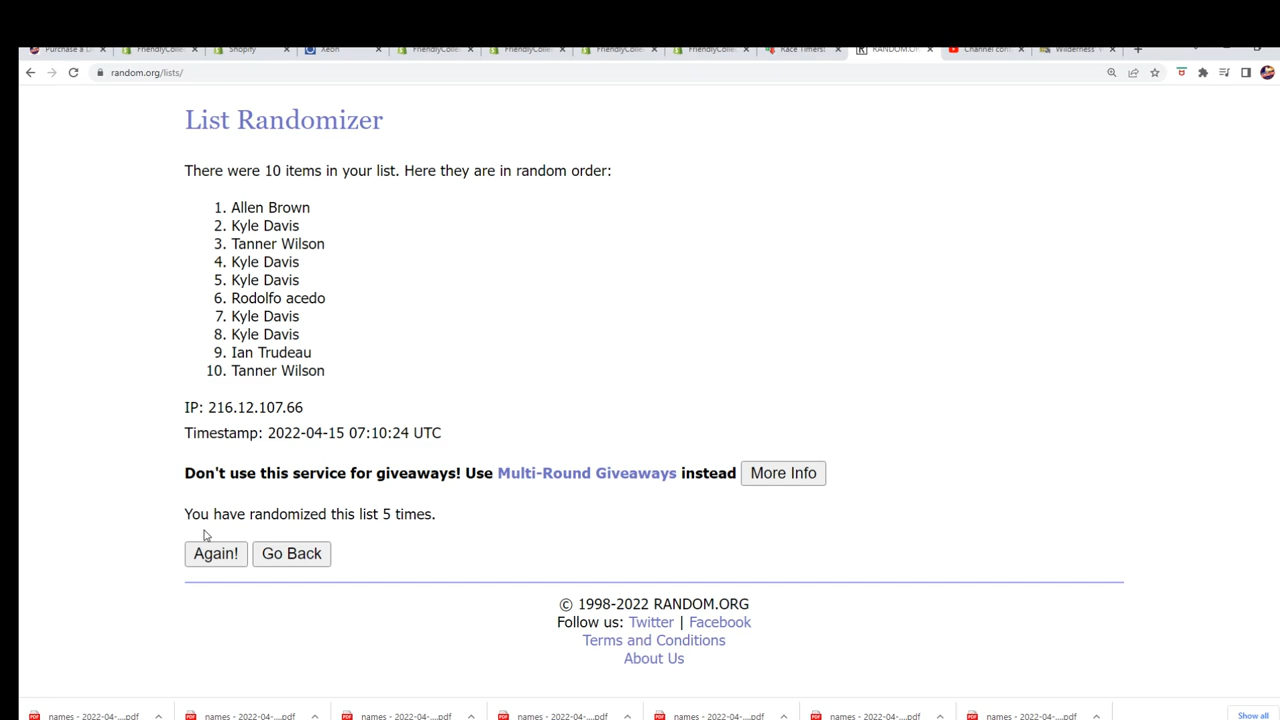 Purchase a D
FriendlyColle
Shopify
Xeon
FriendlyColle
FriendlyColle
FriendlyColle
FriendlyColle
Race Timers!
RANDOM.O
Channel con
Wilderness
random.org/lists/
List Randomizer
There were 10 items in your list. Here they are in random order:
1. Allen Brown
2. Kyle Davis
3. Tanner Wilson
4. Kyle Davis
5. Kyle Davis
6. Rodolfo acedo
7. Kyle Davis
8. Kyle Davis
9. Ian Trudeau
10. Tanner Wilson
IP: 216.12.107.66
Timestamp: 2022-04-15 07:10:24 UTC
Don't use this service for giveaways! Use Multi-Round Giveaways instead More Info
You have randomized this list 5 times.
Again! Go Back
© 1998-2022 RANDOM.ORG
Follow us: Twitter | Facebook
Terms and Conditions
About Us
names - 2022-04-....pdf
names - 2022-04-....pdf
names - 2022-04-....pdf
names - 2022-04-....pdf
names - 2022-04-....pdf
names - 2022-04-....pdf
names - 2022-04-....pdf
Show all